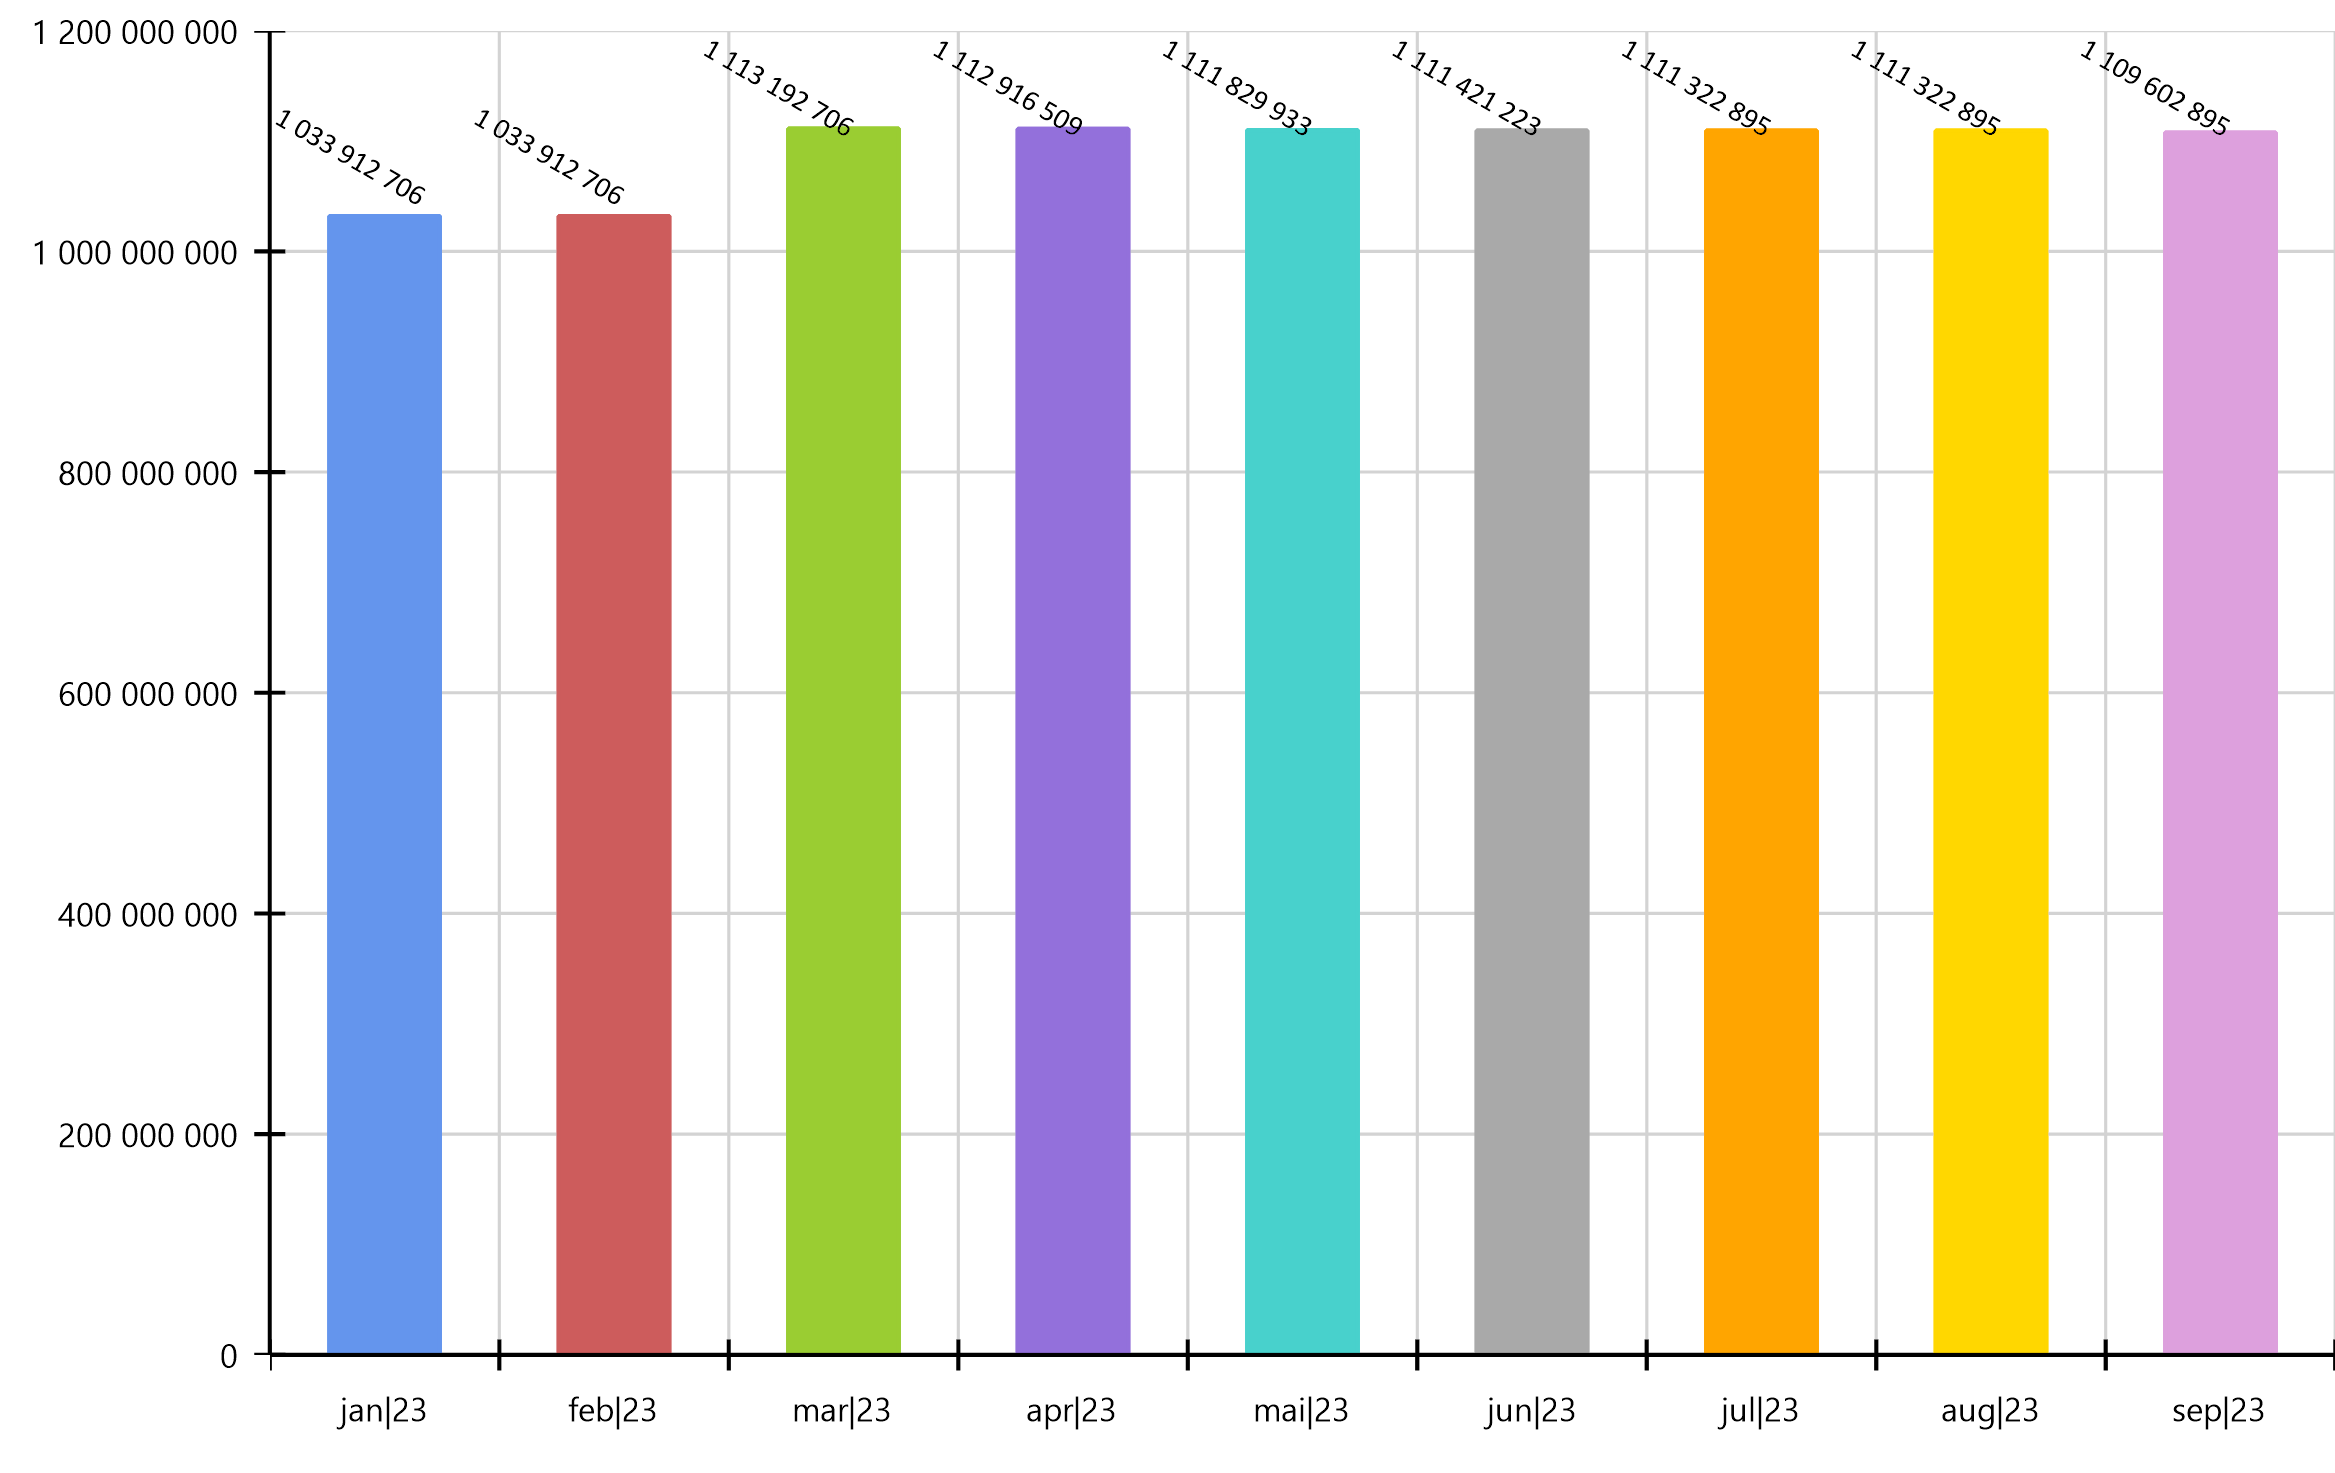 1 200 000 000
1 000 000 000
800 000 000
600 000 000
400 000 000
200 000 000
0
1 033 912 706
1 033 912 706
1 113 192 706
1 112 916 509
1 111 829 933
1 111 421 223
1 111 322 895
1 111 322 895
1 109 602 895
jan|23
feb|23
mar|23
apr|23
mai|23
jun|23
jul|23
aug|23
sep|23